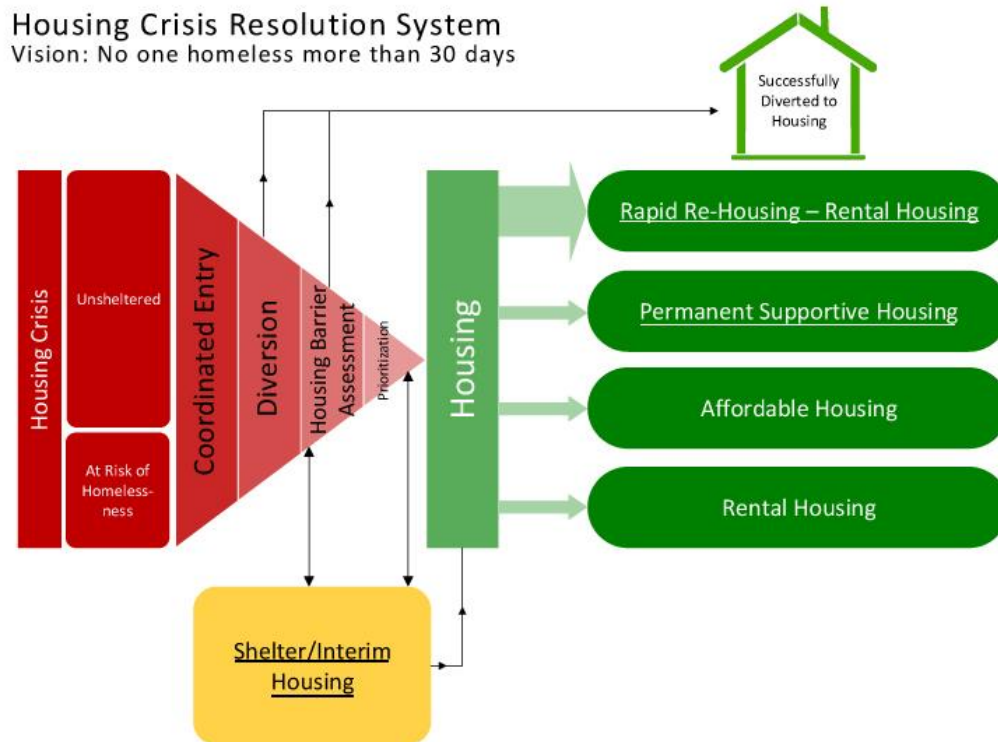 Housing Crisis Resolution System
Vision: No one homeless more than 30 days
Successfully
Diverted to
Housing
Housing Crisis
Unsheltered
At Risk of
Homeless-
ness
Coordinated Entry
Diversion
Housing Barrier
Assessment
Prioritization
Housing
Rapid Re-Housing – Rental Housing
Permanent Supportive Housing
Affordable Housing
Rental Housing
Shelter/Interim
Housing